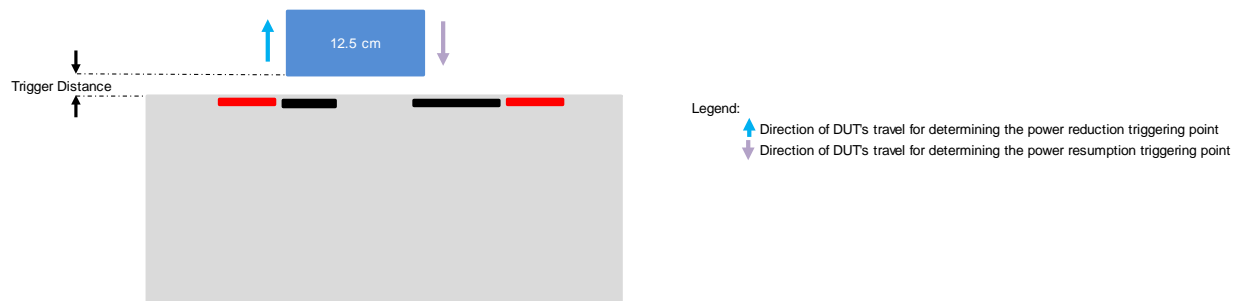 12.5 cm
Trigger Distance
Legend:
Direction of DUT's travel for determining the power reduction triggering point
Direction of DUT's travel for determining the power resumption triggering point